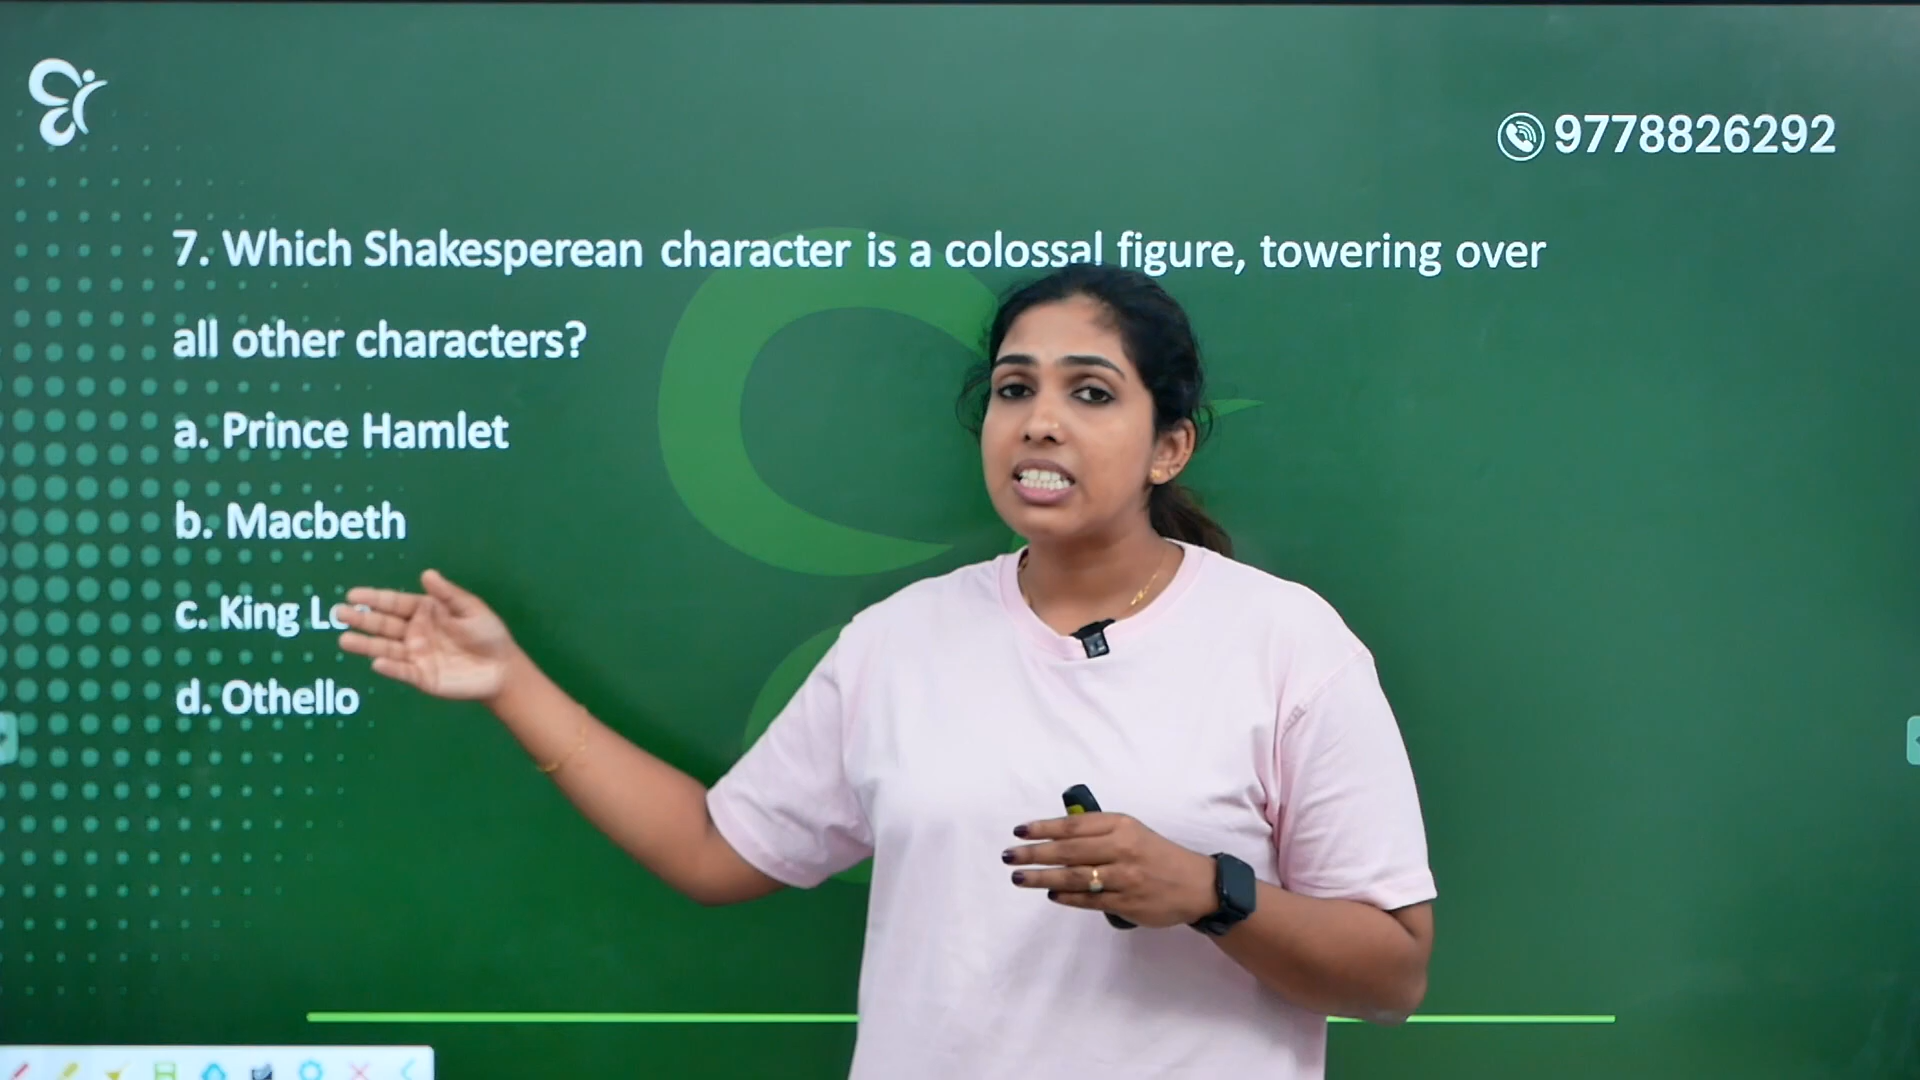 9778826292
7. Which Shakesperean character is a colossal figure, towering over
all other characters?
a. Prince Hamlet
b. Macbeth
c. King
d. Othello